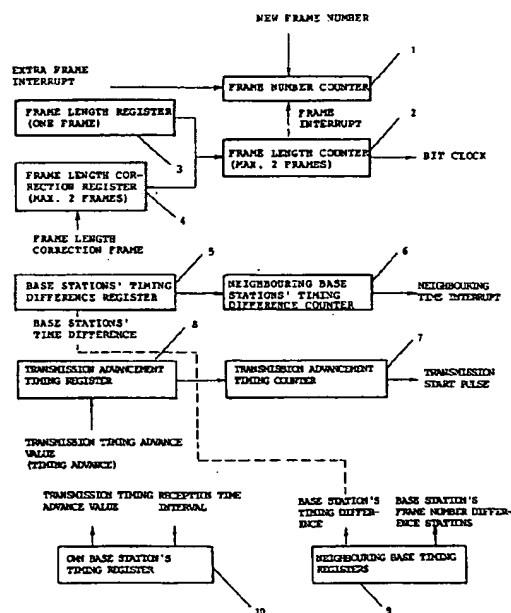 NEW FRAME NUMBER
1
EXTRA FRAME
INTERRUPT
FRAME NUMBER COUNTER
FRAME LENGTH REGISTER
(ONE FRAME)
FRAME
INTERRUPT
2
3
FRAME LENGTH COUNTER
(MAX. 2 FRAMES)
BIT CLOCK
FRAME LENGTH COR-
RECTION REGISTER
(MAX. 2 FRAMES)
4
FRAME LENGTH
CORRECTION FRAME
5
6
BASE STATIONS' TIMING
DIFFERENCE REGISTER
NEIGHBOURING BASE
STATIONS' TIMING
DIFFERENCE COUNTER
NEIGHBOURING
TIME INTERRUPT
BASE STATIONS'
TIME DIFFERENCE
8
7
TRANSMISSION ADVANCEMENT
TIMING REGISTER
TRANSMISSION ADVANCEMENT
TIMING COUNTER
TRANSMISSION
START PULSE
TRANSMISSION TIMING ADVANCE
VALUE
(TIMING ADVANCE)
TRANSMISSION TIMING
ADVANCE VALUE
RECEPTION TIME
INTERVAL
BASE STATION'S
TIMING DIFFER-
ENCE
BASE STATION'S
FRAME NUMBER DIFFER-
ENCE STATIONS
OWN BASE STATION'S
TIMING REGISTER
10
NEIGHBOURING BASE TIMING
REGISTERS
9